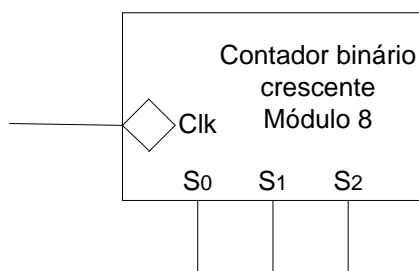 Contador binário
crescente
Módulo 8
Clk
S0 S1 S2